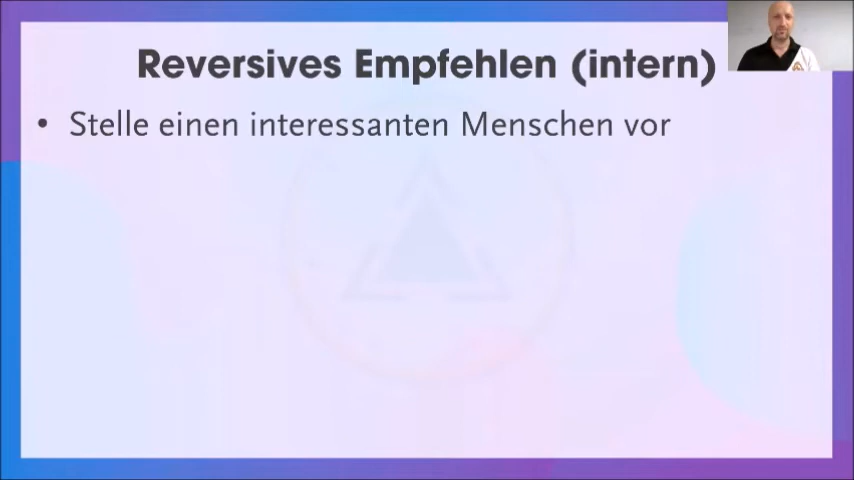 Reversives Empfehlen (intern)
• Stelle einen interessanten Menschen vor